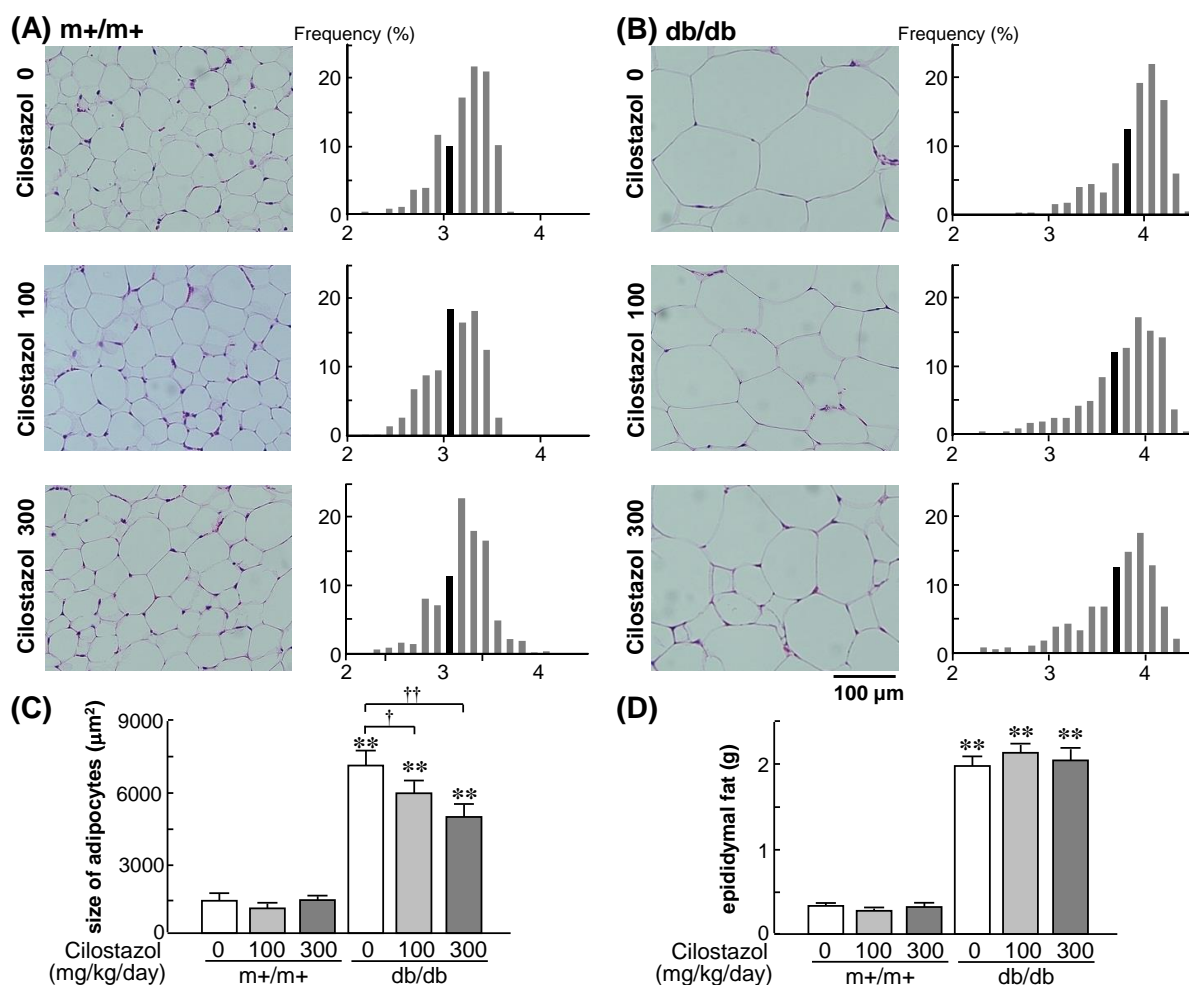 (A) m+/m+
Frequency (%)
Cilostazol 0
20
10
0
2 3 4
Cilostazol 100
20
10
0
2 3 4
Cilostazol 300
20
10
0
2 3 4
(B) db/db
Frequency (%)
Cilostazol 0
20
10
0
2 3 4
Cilostazol 100
20
10
0
2 3 4
Cilostazol 300
20
10
0
2 3 4
100 μm
(C)
size of adipocytes (μm²)
9000
6000
3000
0
††
†
** ** **
Cilostazol 0 100 300 0 100 300
(mg/kg/day) m+/m+ db/db
(D)
epididymal fat (g)
2
1
0
** ** **
Cilostazol 0 100 300 0 100 300
(mg/kg/day) m+/m+ db/db